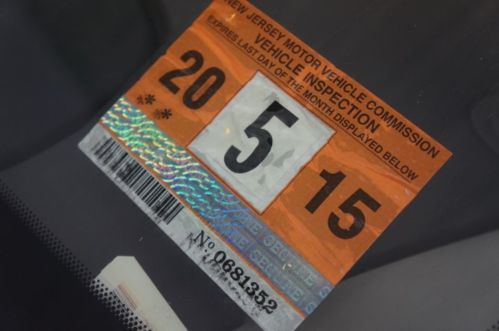 NEW JERSEY MOTOR VEHICLE COMMISSION
VEHICLE INSPECTION
EXPIRES LAST DAY OF THE MONTH DISPLAYED BELOW
20 5 15
No 0681352